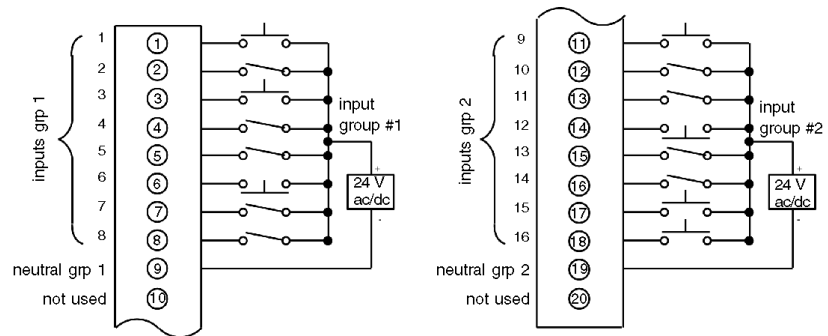 inputs grp 1
1 ①
2 ②
3 ③
4 ④
5 ⑤
6 ⑥
7 ⑦
8 ⑧
neutral grp 1 ⑨
not used ⑩
input
group #1
+
24 V
ac/dc
-
inputs grp 2
9 ⑪
10 ⑫
11 ⑬
12 ⑭
13 ⑮
14 ⑯
15 ⑰
16 ⑱
neutral grp 2 ⑲
not used ⑳
input
group #2
+
24 V
ac/dc
-